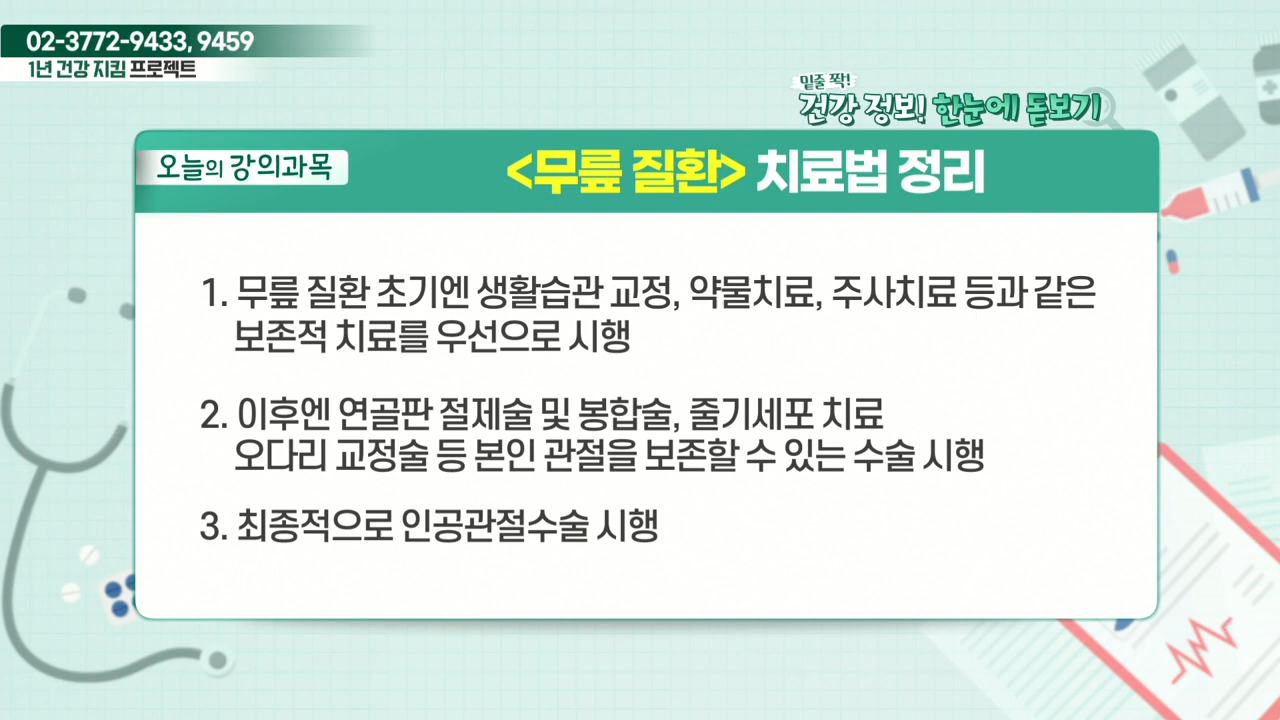 02-3772-9433, 9459
1년 건강 지킴 프로젝트
밑줄 쫙!
건강 정보! 한눈에 돋보기
오늘의 강의과목
<무릎 질환> 치료법 정리
1. 무릎 질환 초기엔 생활습관 교정, 약물치료, 주사치료 등과 같은
보존적 치료를 우선으로 시행
2. 이후엔 연골판 절제술 및 봉합술, 줄기세포 치료
오다리 교정술 등 본인 관절을 보존할 수 있는 수술 시행
3. 최종적으로 인공관절수술 시행